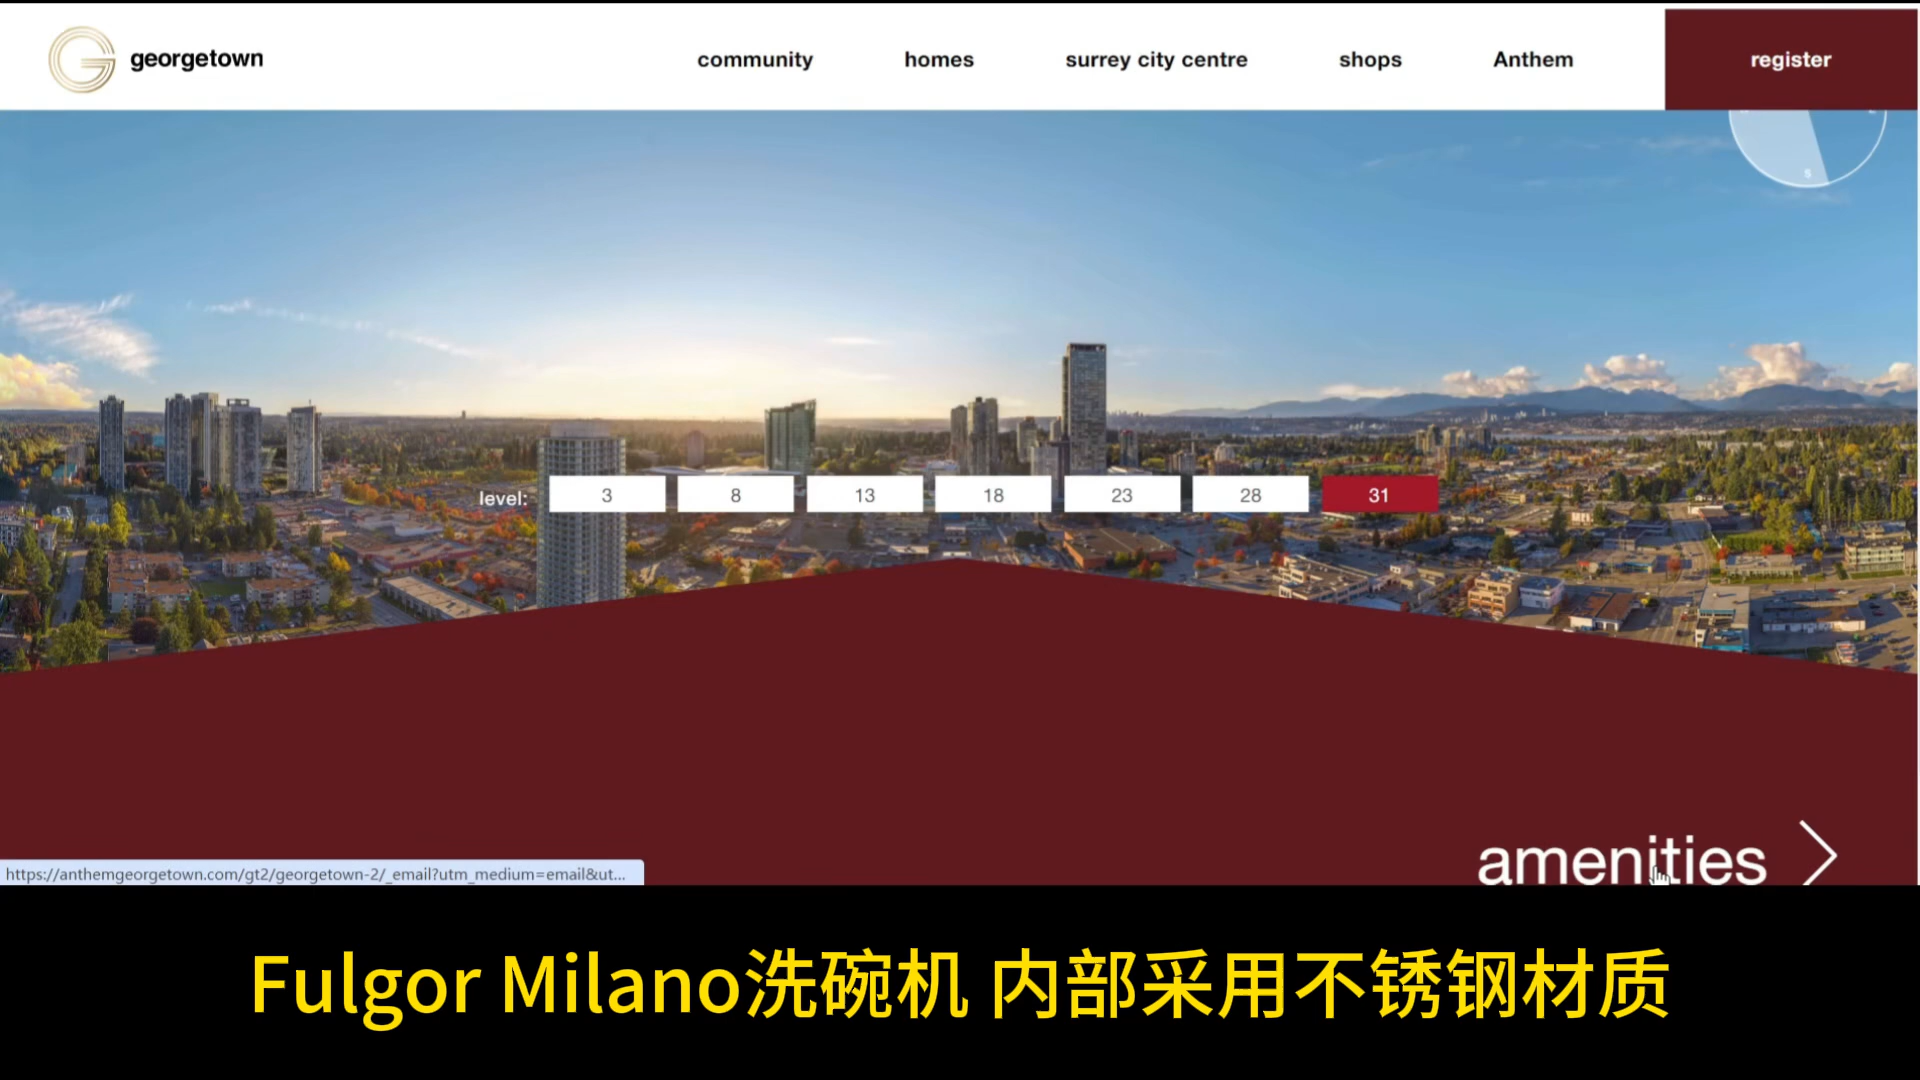 georgetown
community
homes
surrey city centre
shops
Anthem
register
S
level:
3
8
13
18
23
28
31
amenities
https://anthemgeorgetown.com/gt2/georgetown-2/_email?utm_medium=email&ut...
Fulgor Milano洗碗机 内部采用不锈钢材质